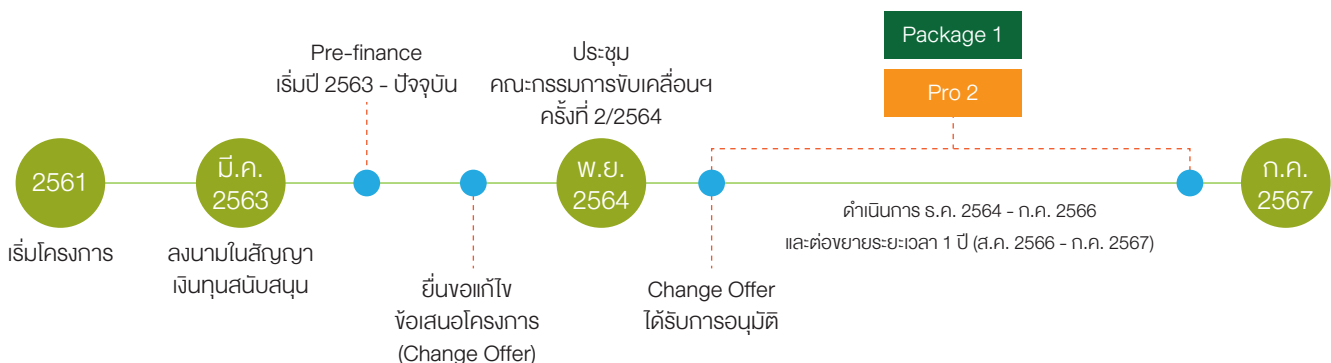 2561
เริ่มโครงการ
มี.ค.
2563
ลงนามในสัญญา
เงินทุนสนับสนุน
Pre-finance
เริ่มปี 2563 - ปัจจุบัน
ยื่นขอแก้ไข
ข้อเสนอโครงการ
(Change Offer)
ประชุม
คณะกรรมการขับเคลื่อนฯ
ครั้งที่ 2/2564
พ.ย.
2564
Change Offer
ได้รับการอนุมัติ
Package 1
Pro 2
ดำเนินการ ธ.ค. 2564 - ก.ค. 2566
และต่อขยายระยะเวลา 1 ปี (ส.ค. 2566 - ก.ค. 2567)
ก.ค.
2567